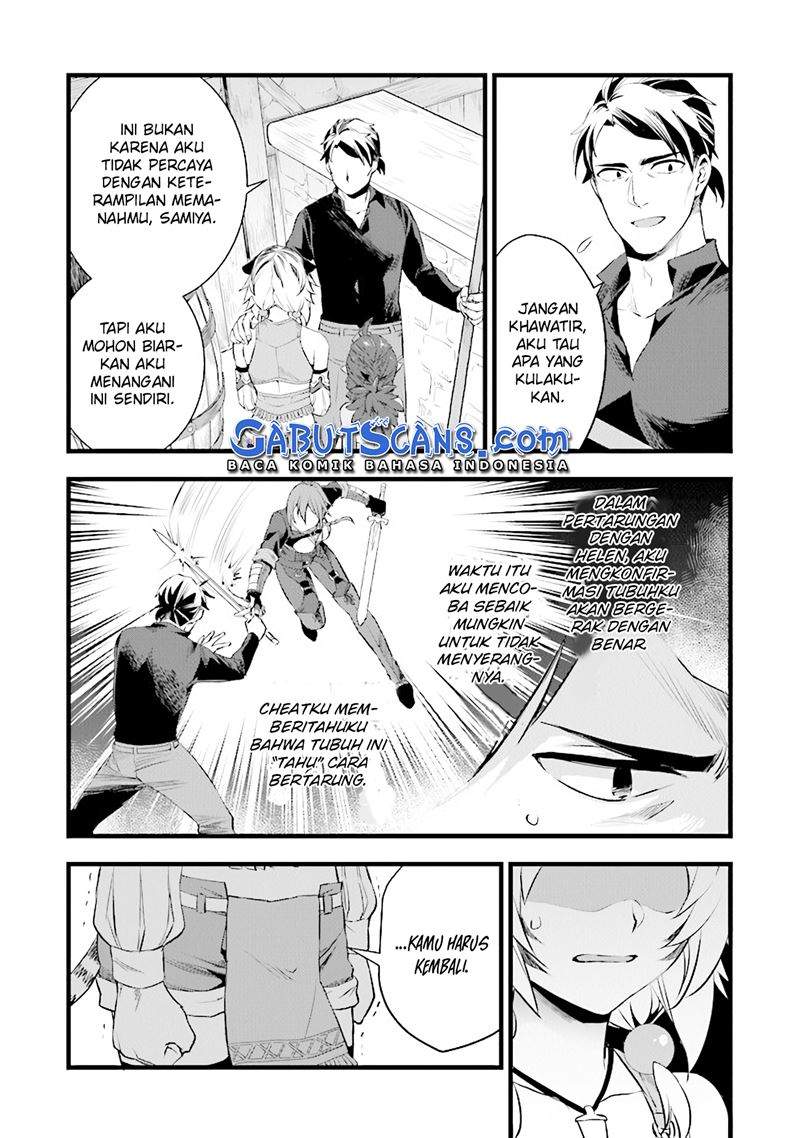 JANGAN
KHAWATIR,
AKU TAU
APA YANG
KULAKU-
KAN.
INI BUKAN
KARENA AKU
TIDAK PERCAYA
DENGAN KETE-
RAMPILAN MEMA-
NAHMU, SAMIYA.
TAPI AKU
MOHON BIAR-
KAN AKU
MENANGANI
INI SENDIRI.
GABUTSCANS.com
BACA KOMIK BAHASA INDONESIA
DALAM
PERTARUNGAN
DENGAN
HELEN, AKU
MENGKONFIR-
MASI TUBUHKU
AKAN BERGE-
RAK DENGAN
BENAR.
WAKTU ITU
AKU MENCO-
BA SEBAIK
MUNGKIN
UNTUK TIDAK
MENYERANG-
NYA.
CHEATKU MEM-
BERITAHUKU
BAHWA TUBUH INI
"TAHU" CARA
BERTARUNG.
...KAMU HARUS
KEMBALI.